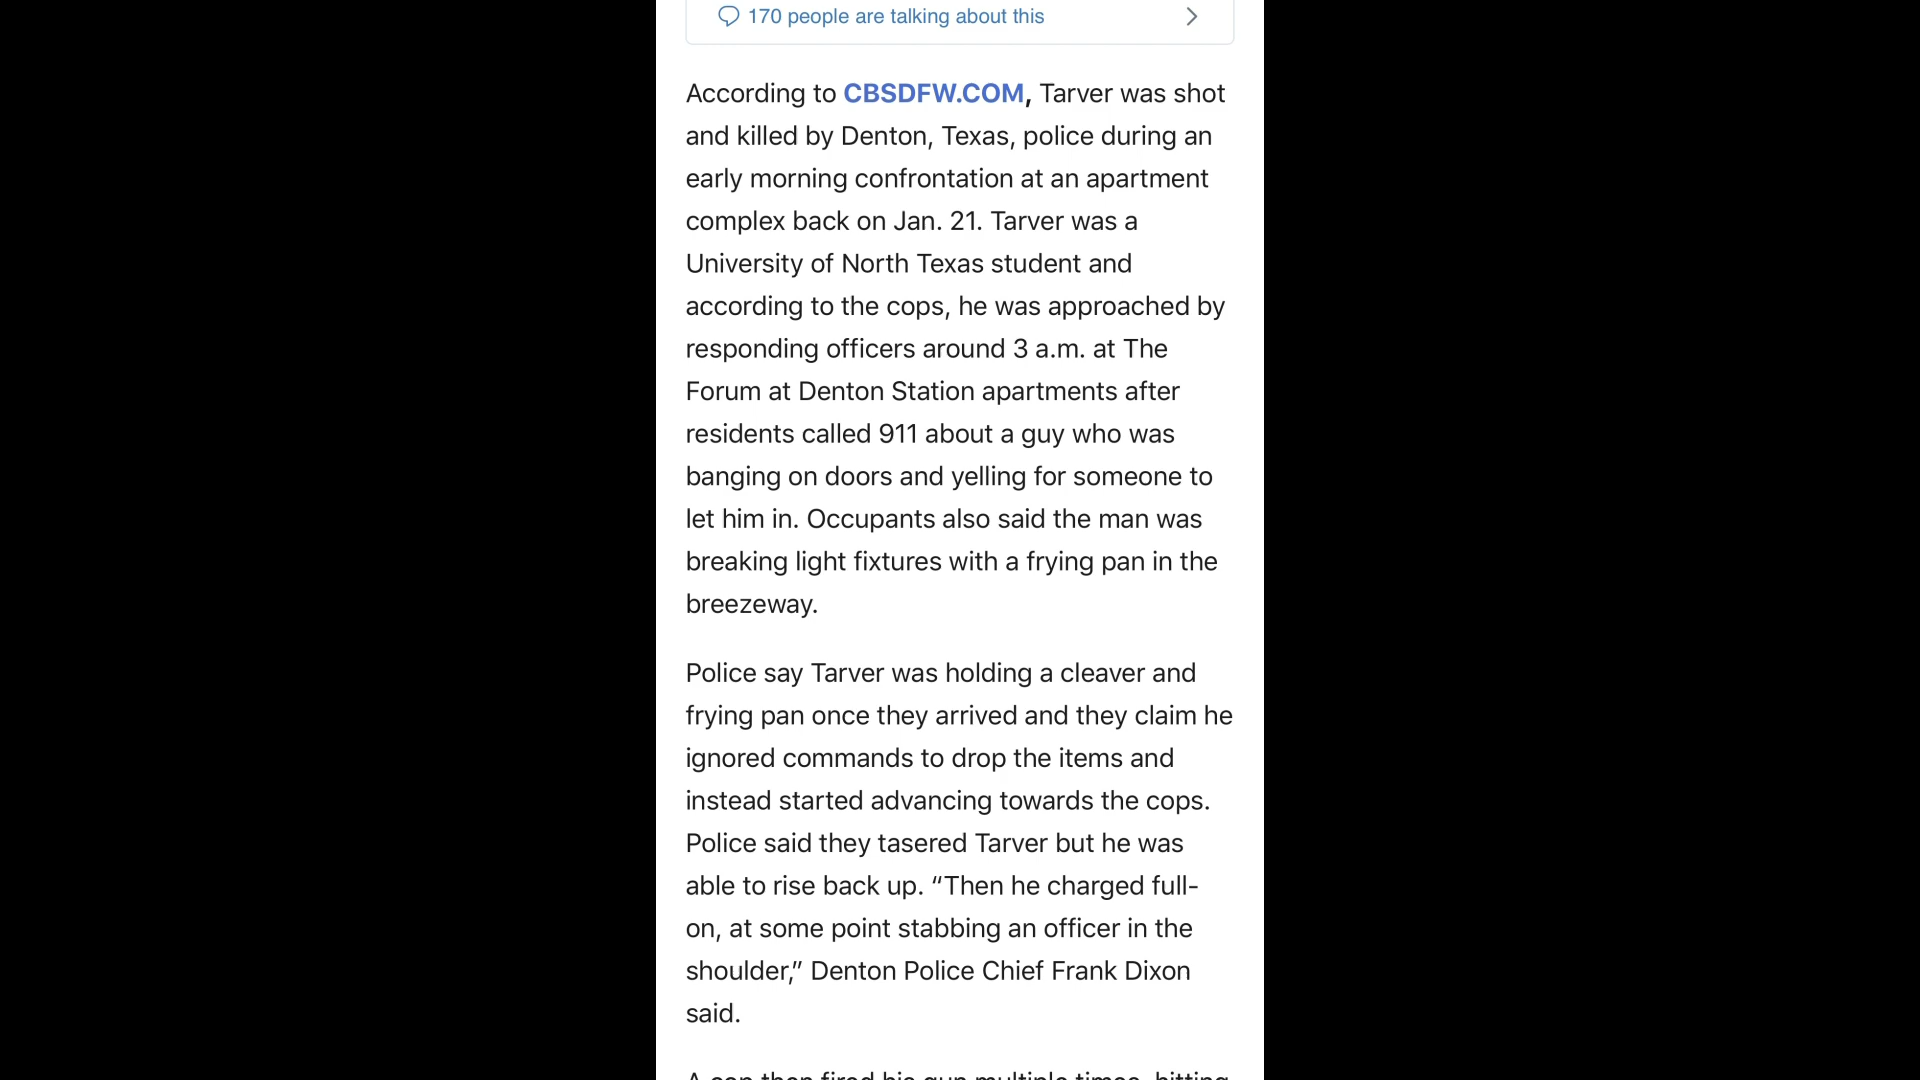 170 people are talking about this
According to CBSDFW.COM, Tarver was shot
and killed by Denton, Texas, police during an
early morning confrontation at an apartment
complex back on Jan. 21. Tarver was a
University of North Texas student and
according to the cops, he was approached by
responding officers around 3 a.m. at The
Forum at Denton Station apartments after
residents called 911 about a guy who was
banging on doors and yelling for someone to
let him in. Occupants also said the man was
breaking light fixtures with a frying pan in the
breezeway.
Police say Tarver was holding a cleaver and
frying pan once they arrived and they claim he
ignored commands to drop the items and
instead started advancing towards the cops.
Police said they tasered Tarver but he was
able to rise back up. “Then he charged full-
on, at some point stabbing an officer in the
shoulder,” Denton Police Chief Frank Dixon
said.
A cop then fired his gun multiple times, hitting